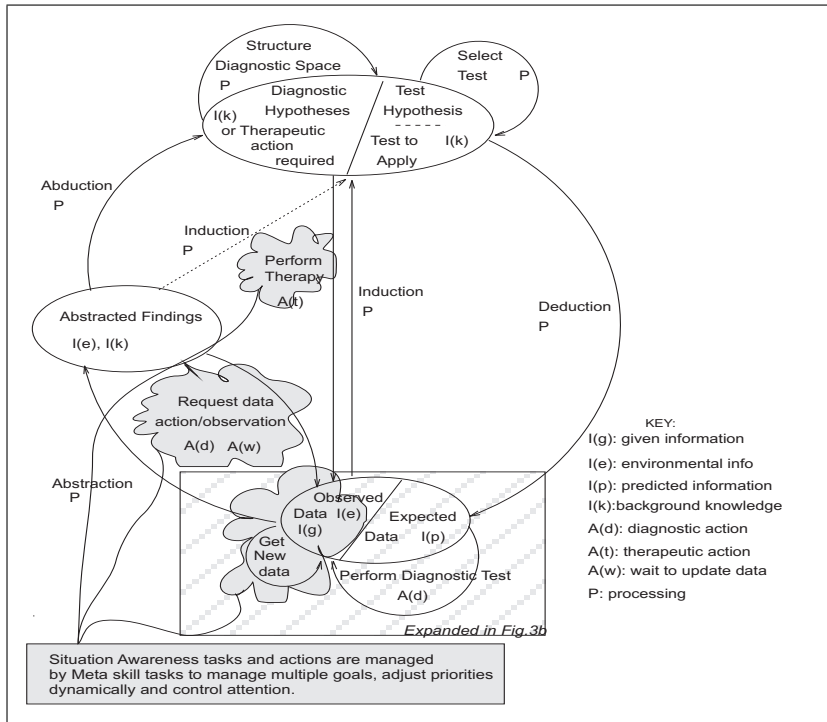 Structure
Diagnostic Space
P
Select
Test P
Diagnostic
Hypotheses
I(k)
or Therapeutic
action
required
Test
Hypothesis
Test to I(k)
Apply
Abduction
P
Induction
P
Perform
Therapy
A(t)
Induction
P
Deduction
P
Abstracted Findings
I(e), I(k)
Request data
action/observation
A(d) A(w)
Abstraction
P
Observed
Data I(e)
I(g)
Expected
Data I(p)
Get
New
data
Perform Diagnostic Test
A(d)
Expanded in Fig.3b
KEY:
I(g): given information
I(e): environmental info
I(p): predicted information
I(k):background knowledge
A(d): diagnostic action
A(t): therapeutic action
A(w): wait to update data
P: processing
Situation Awareness tasks and actions are managed
by Meta skill tasks to manage multiple goals, adjust priorities
dynamically and control attention.